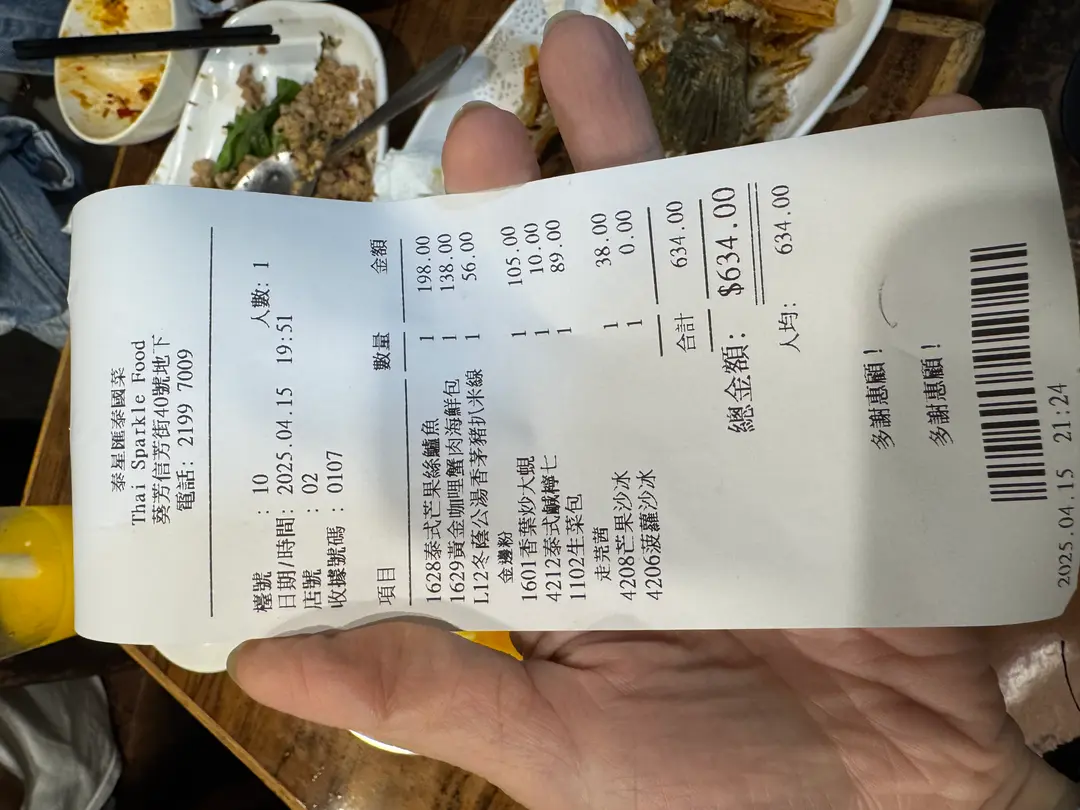 泰星匯泰國菜
Thai Sparkle Food
葵芳信芳街40號地下
電話: 2199 7009
檯號 : 10 人數: 1
日期/時間: 2025.04.15 19:51
店號 : 02
收據號碼 : 0107
項目 數量 金額
1628泰式芒果絲鱸魚 1 198.00
1629黃金咖哩蟹肉海鮮包 1 138.00
L12冬蔭公湯香茅豬扒米線 1 56.00
金邊粉
1601香葉炒大蜆 1 105.00
4212泰式鹹檸七 1 10.00
1102生菜包 1 89.00
走芫茜
4208芒果沙冰 1 38.00
4206菠蘿沙冰 1 0.00
合計 634.00
總金額: $634.00
人均: 634.00
多謝惠顧！
多謝惠顧！
2025.04.15 21:24